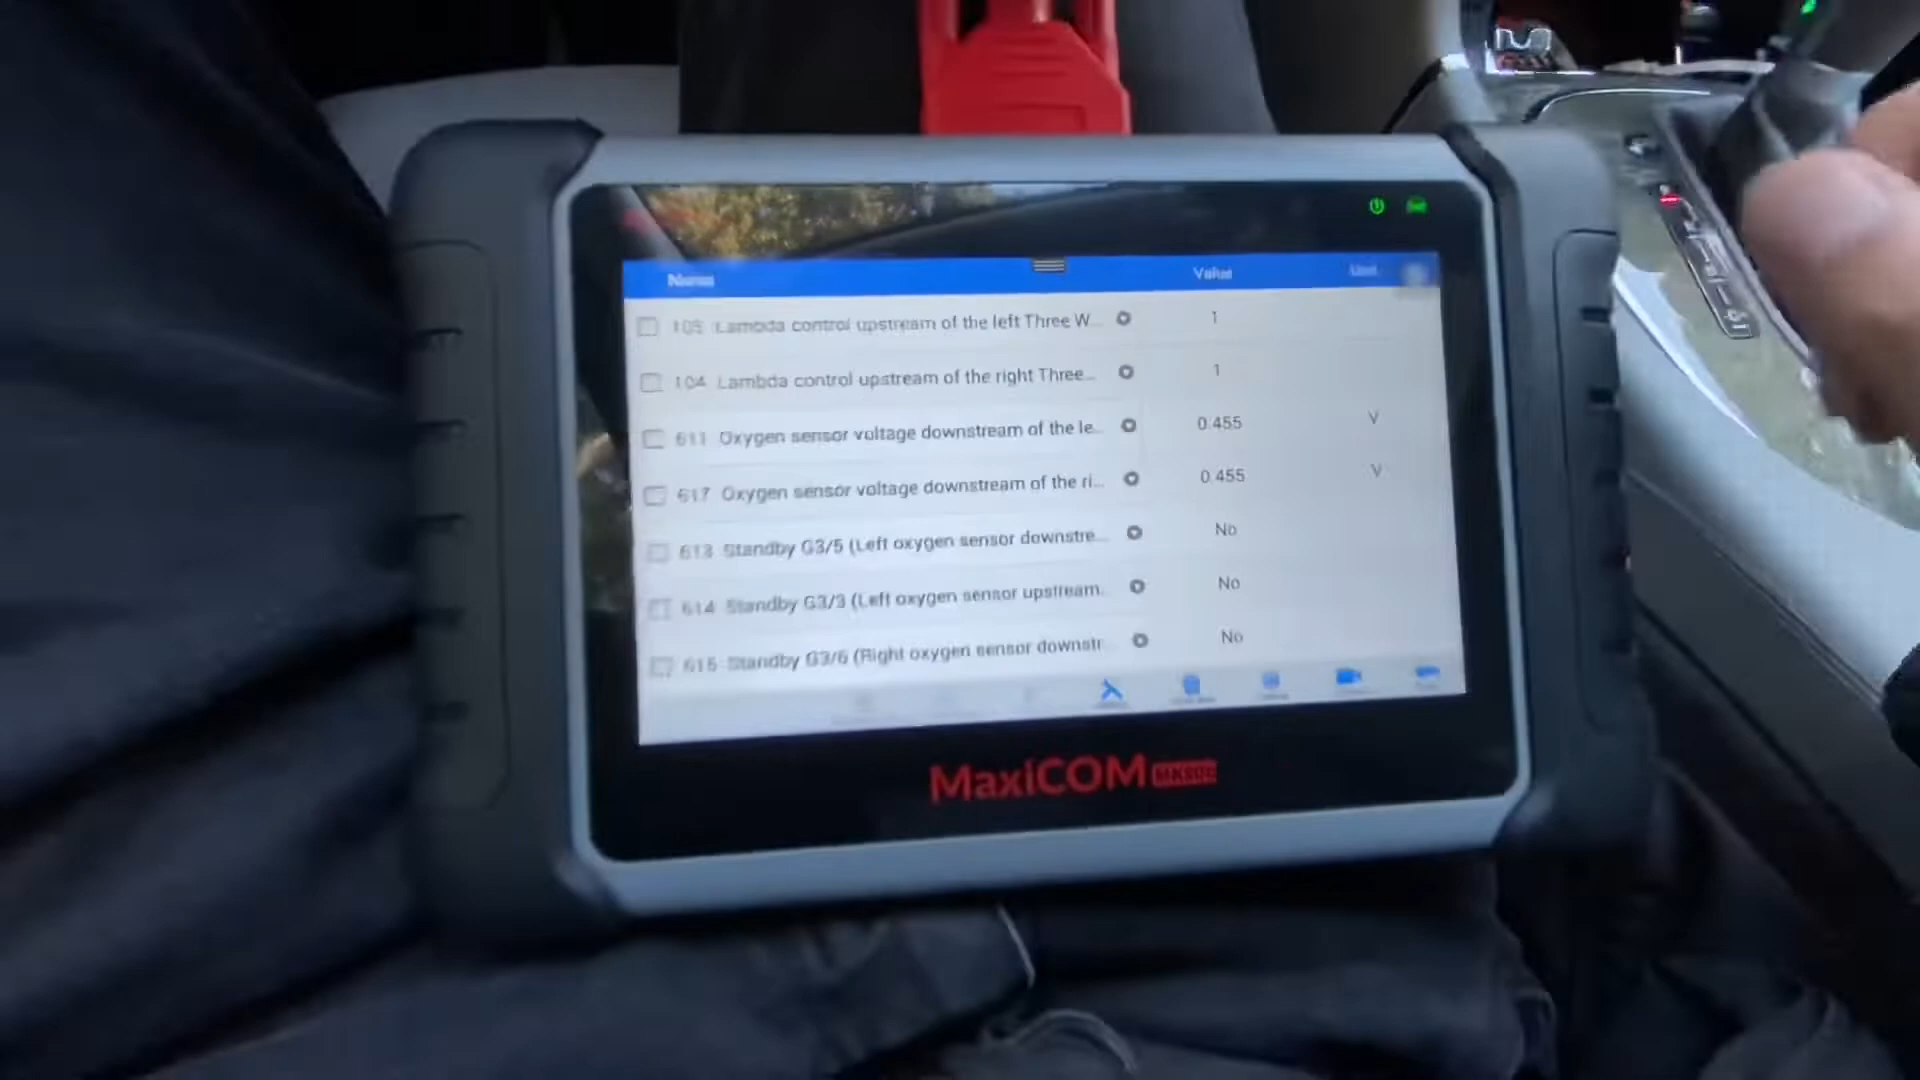 Name Value Unit
105 Lambda control upstream of the left Three W... 1
104 Lambda control upstream of the right Three... 1
611 Oxygen sensor voltage downstream of the le... 0.455 V
617 Oxygen sensor voltage downstream of the ri... 0.455 V
613 Standby G3/5 (Left oxygen sensor downstre... No
614 Standby G3/3 (Left oxygen sensor upstream... No
615 Standby G3/6 (Right oxygen sensor downstr... No
MaxiCOM